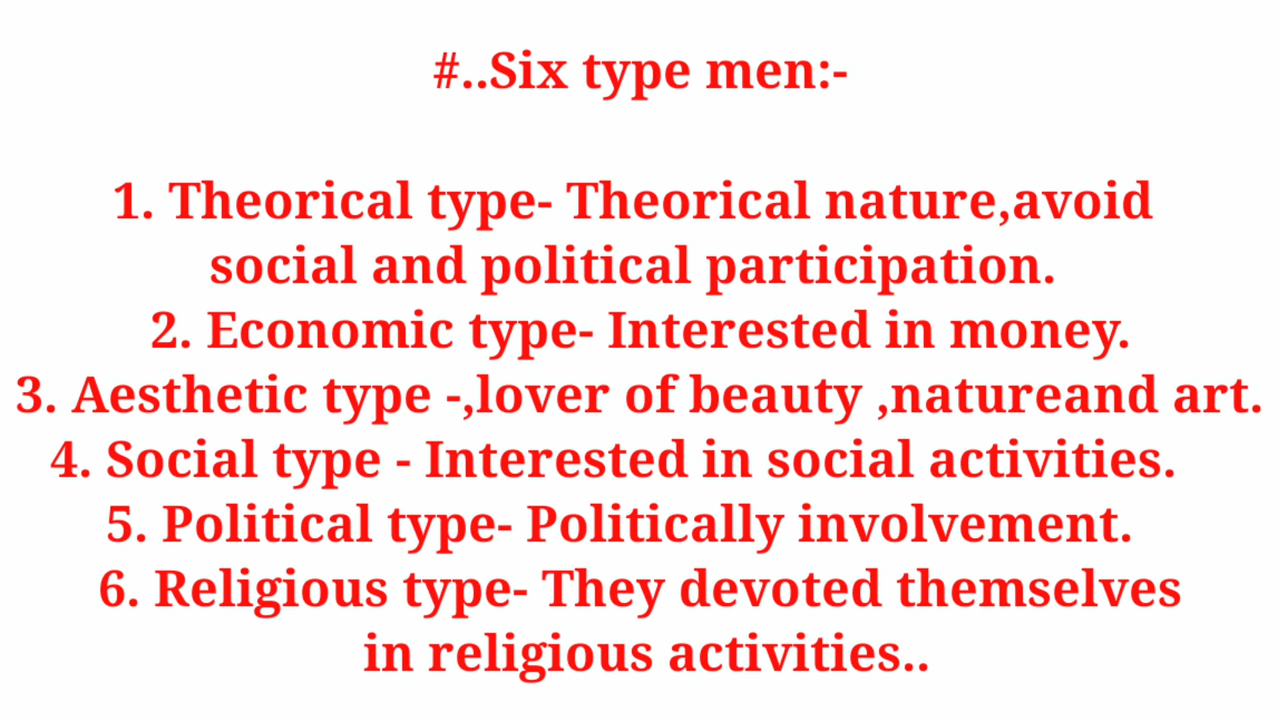 #..Six type men:-
1. Theorical type- Theorical nature,avoid
social and political participation.
2. Economic type- Interested in money.
3. Aesthetic type -,lover of beauty ,natureand art.
4. Social type - Interested in social activities.
5. Political type- Politically involvement.
6. Religious type- They devoted themselves
in religious activities..